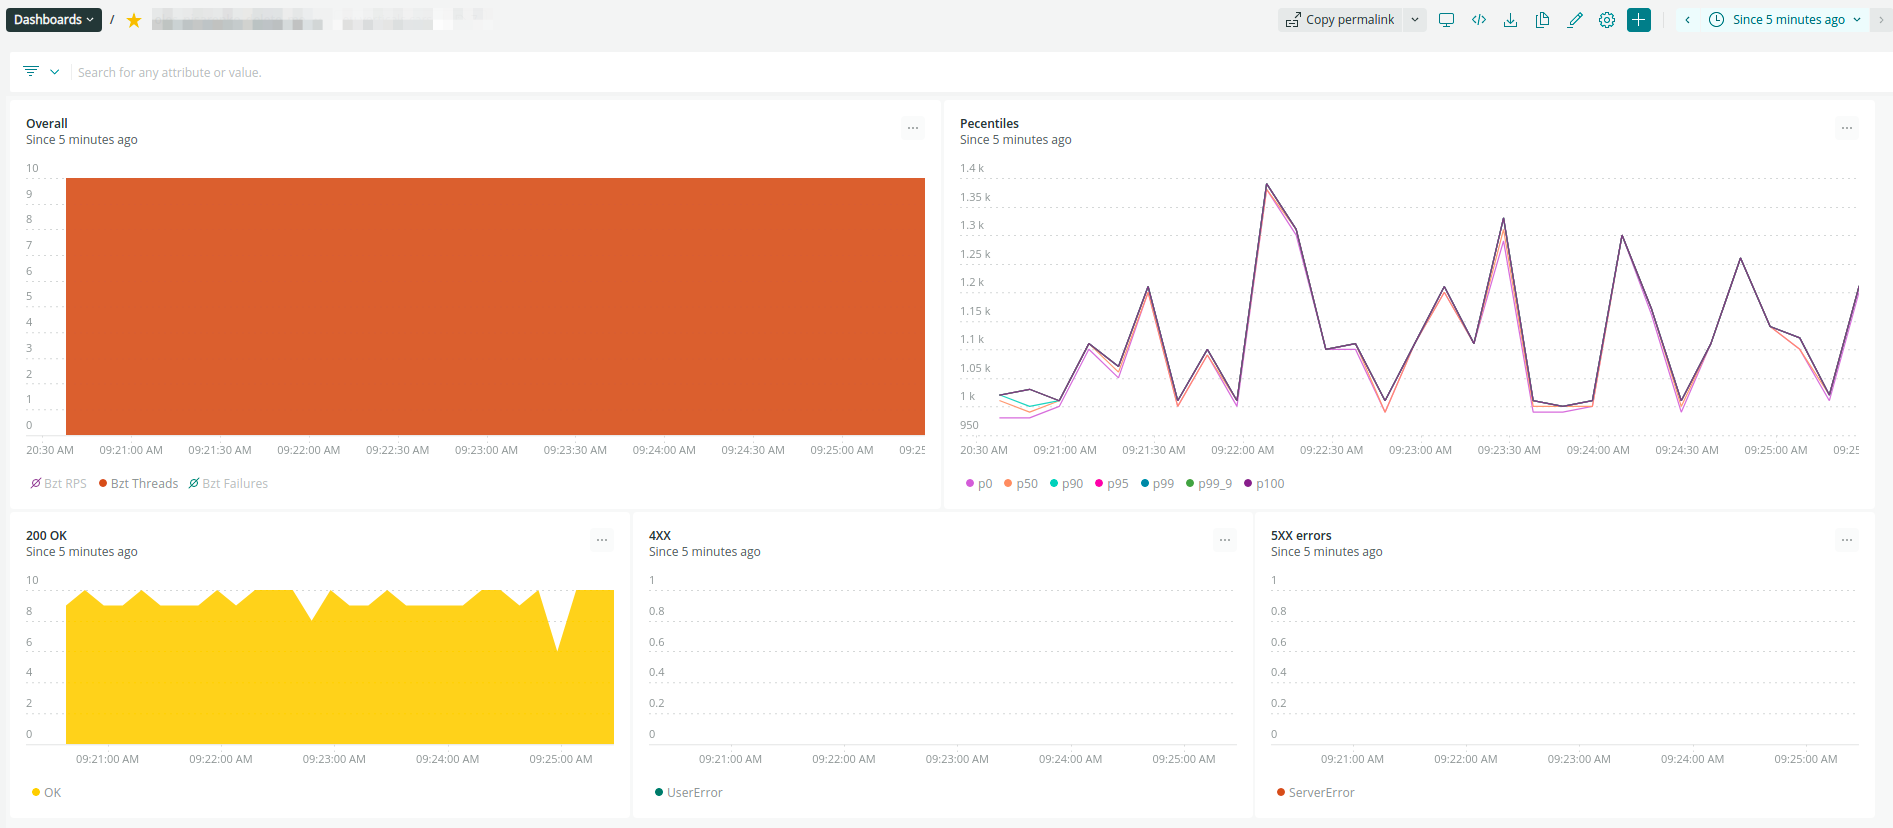 Dashboards /
Copy permalink
Since 5 minutes ago
Search for any attribute or value.
Overall
Since 5 minutes ago
10
9
8
7
6
5
4
3
2
1
0
20:30 AM 09:21:00 AM 09:21:30 AM 09:22:00 AM 09:22:30 AM 09:23:00 AM 09:23:30 AM 09:24:00 AM 09:24:30 AM 09:25:00 AM 09:25
Bzt RPS Bzt Threads Bzt Failures
Pecentiles
Since 5 minutes ago
1.4 k
1.35 k
1.3 k
1.25 k
1.2 k
1.15 k
1.1 k
1.05 k
1 k
950
20:30 AM 09:21:00 AM 09:21:30 AM 09:22:00 AM 09:22:30 AM 09:23:00 AM 09:23:30 AM 09:24:00 AM 09:24:30 AM 09:25:00 AM 09:25
p0 p50 p90 p95 p99 p99_9 p100
200 OK
Since 5 minutes ago
10
8
6
4
2
0
09:21:00 AM 09:22:00 AM 09:23:00 AM 09:24:00 AM 09:25:00 AM
OK
4XX
Since 5 minutes ago
1
0.8
0.6
0.4
0.2
0
09:21:00 AM 09:22:00 AM 09:23:00 AM 09:24:00 AM 09:25:00 AM
UserError
5XX errors
Since 5 minutes ago
1
0.8
0.6
0.4
0.2
0
09:21:00 AM 09:22:00 AM 09:23:00 AM 09:24:00 AM 09:25:00 AM
ServerError